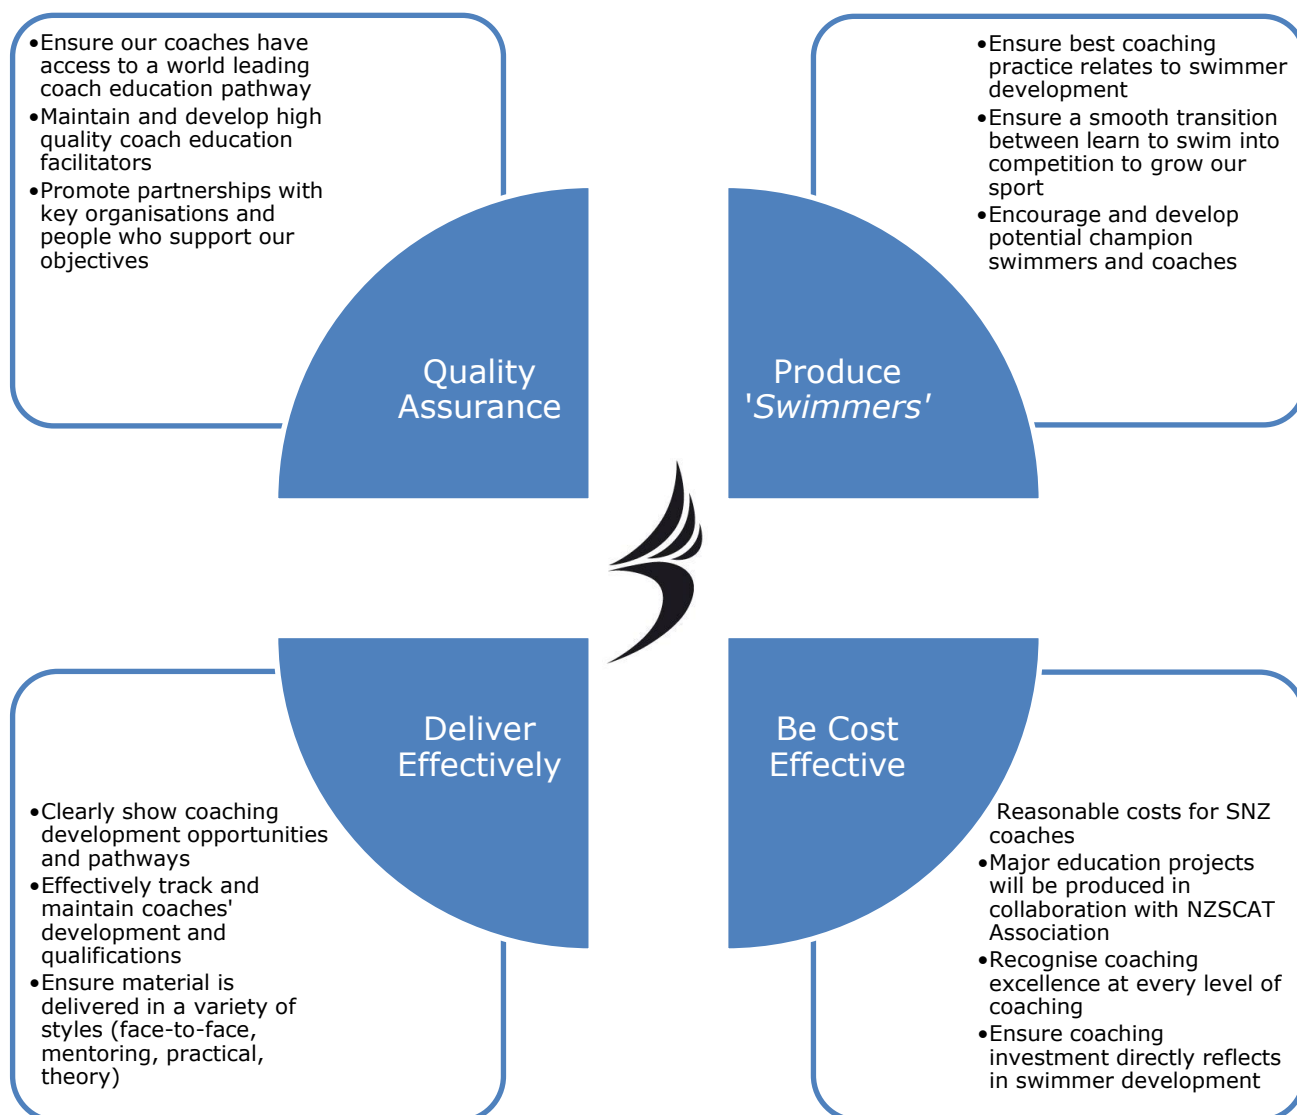 •Ensure our coaches have
access to a world leading
coach education pathway
•Maintain and develop high
quality coach education
facilitators
•Promote partnerships with
key organisations and
people who support our
objectives
Quality
Assurance
•Ensure best coaching
practice relates to swimmer
development
•Ensure a smooth transition
between learn to swim into
competition to grow our
sport
•Encourage and develop
potential champion
swimmers and coaches
Produce
'Swimmers'
Deliver
Effectively
•Clearly show coaching
development opportunities
and pathways
•Effectively track and
maintain coaches'
development and
qualifications
•Ensure material is
delivered in a variety of
styles (face-to-face,
mentoring, practical,
theory)
Be Cost
Effective
Reasonable costs for SNZ
coaches
•Major education projects
will be produced in
collaboration with NZSCAT
Association
•Recognise coaching
excellence at every level of
coaching
•Ensure coaching
investment directly reflects
in swimmer development